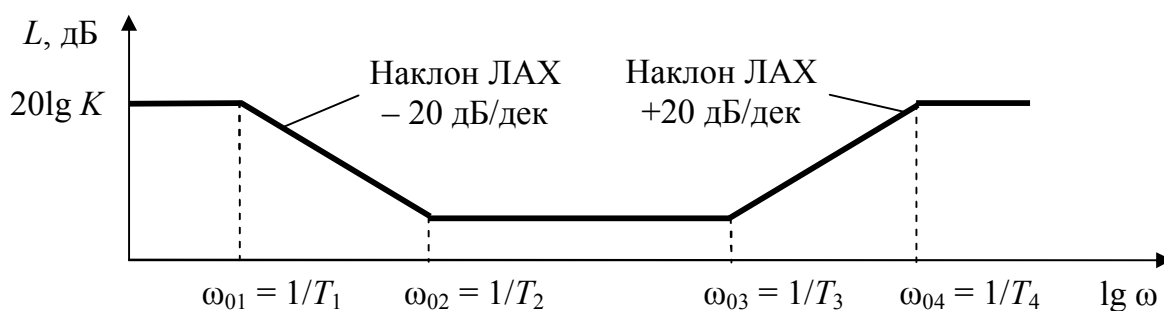 L, дБ
20lg K
Наклон ЛАХ
– 20 дБ/дек
Наклон ЛАХ
+20 дБ/дек
ω₀₁ = 1/T₁
ω₀₂ = 1/T₂
ω₀₃ = 1/T₃
ω₀₄ = 1/T₄
lg ω